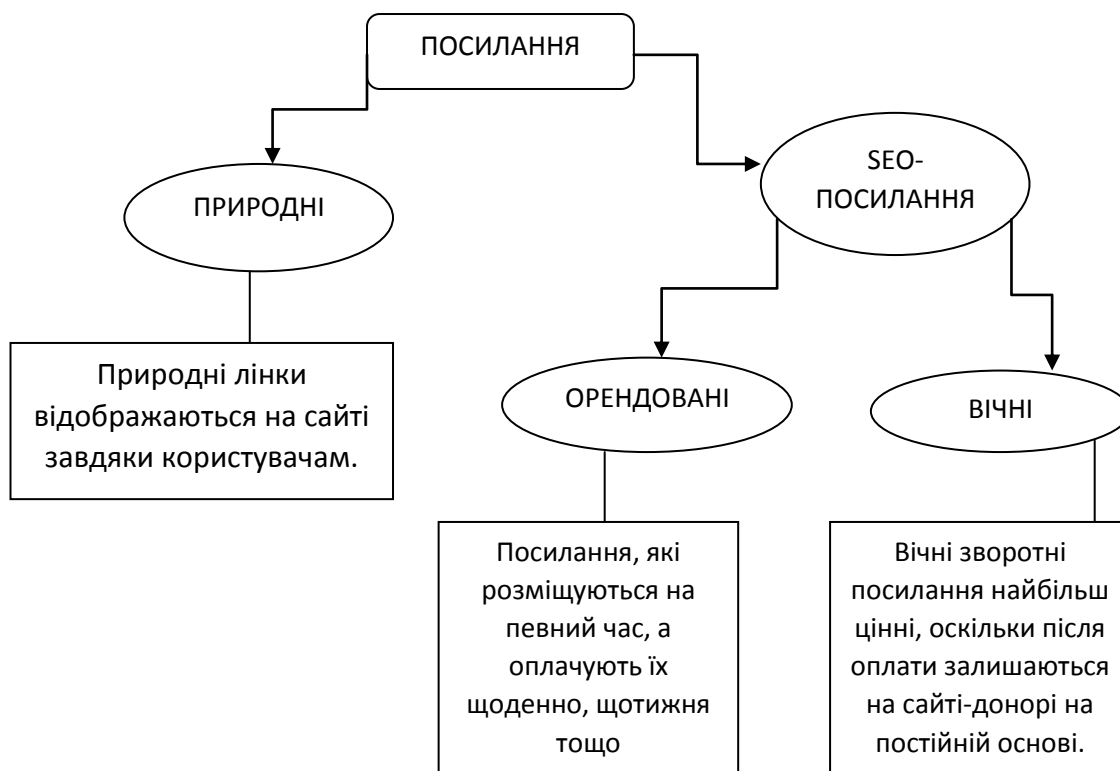 ПОСИЛАННЯ
SEO-
ПОСИЛАННЯ
ПРИРОДНІ
Природні лінки
відображаються на сайті
завдяки користувачам.
ОРЕНДОВАНІ
ВІЧНІ
Посилання, які
розміщуються на
певний час, а
оплачують їх
щоденно, щотижня
тощо
Вічні зворотні
посилання найбільш
цінні, оскільки після
оплати залишаються
на сайті-донорі на
постійній основі.